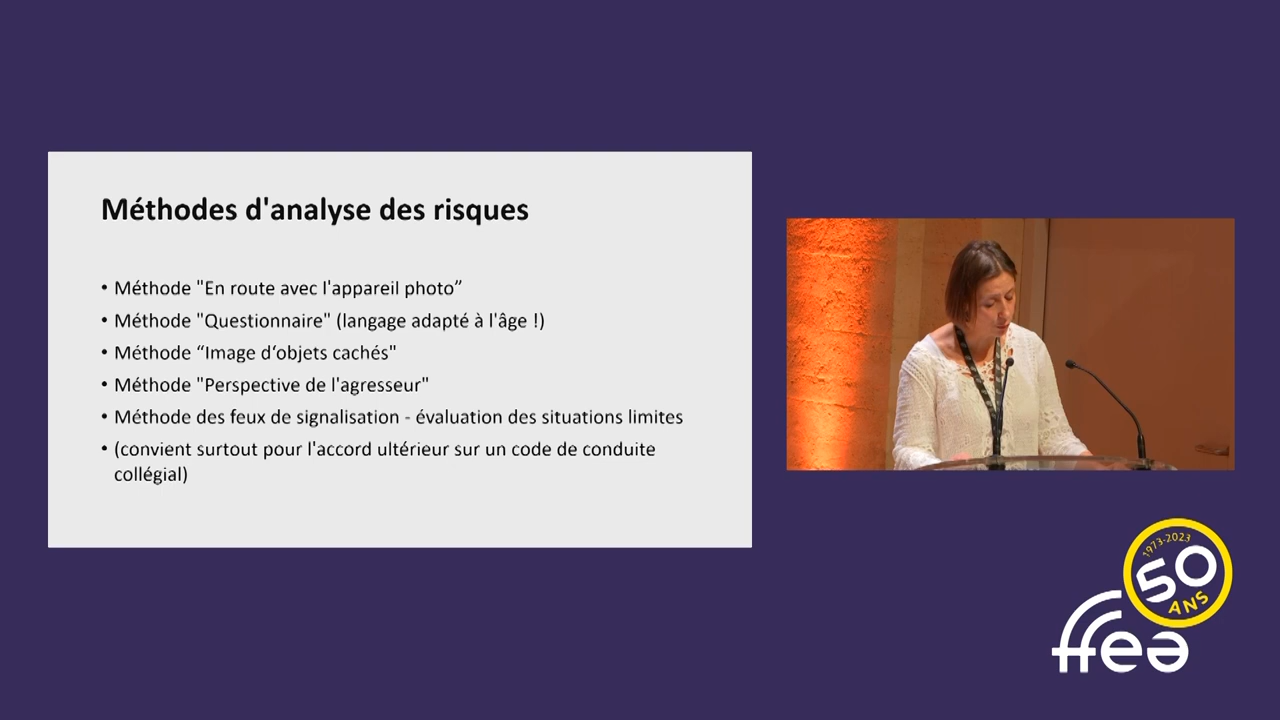 Méthodes d'analyse des risques
• Méthode "En route avec l'appareil photo”
• Méthode "Questionnaire" (langage adapté à l'âge !)
• Méthode “Image d‘objets cachés"
• Méthode "Perspective de l'agresseur"
• Méthode des feux de signalisation - évaluation des situations limites
• (convient surtout pour l'accord ultérieur sur un code de conduite
collégial)
1973-2023
50
ANS
ffea